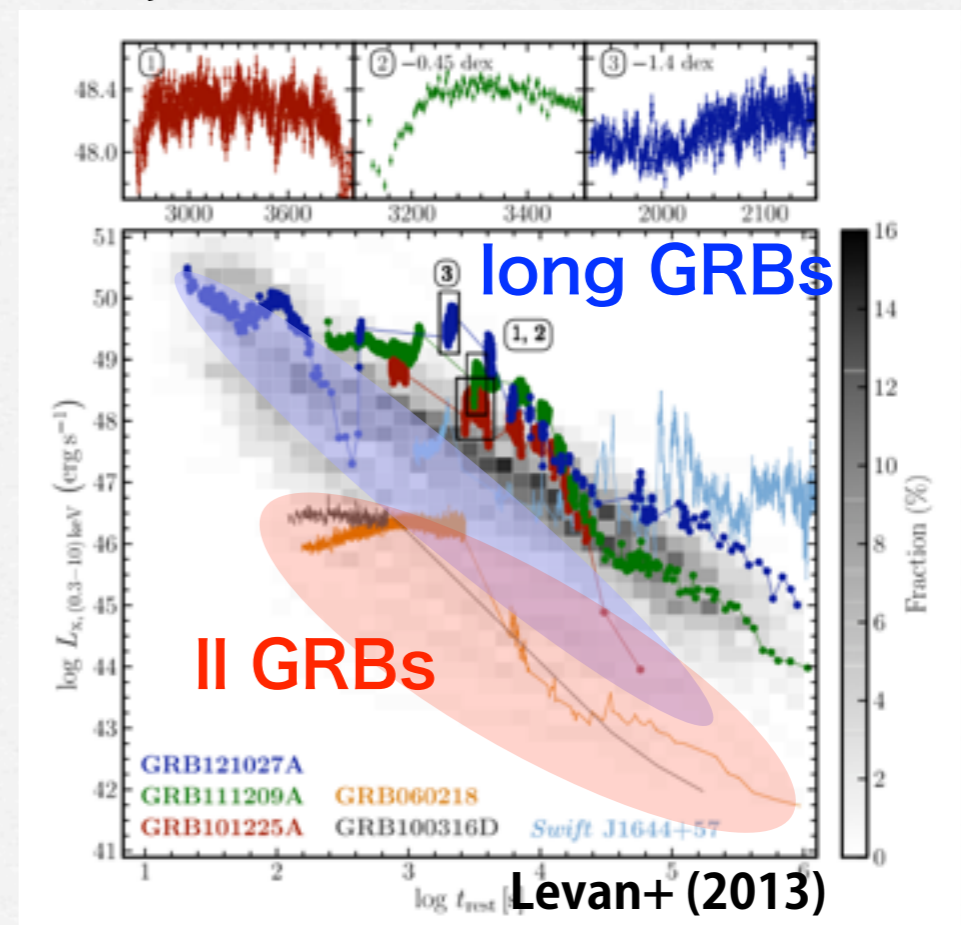 1 2 −0.45 dex 3 −1.4 dex
48.4
48.0
3000 3600 3200 3400 2000 2100
51
50
49
48
47
46
45
44
43
42
41
log L_X,(0.3−10) keV (erg s⁻¹)
long GRBs
3
1, 2
ll GRBs
GRB121027A
GRB111209A GRB060218
GRB101225A GRB100316D Swift J1644+57
1 2 3 4 5 6
log t_rest [s]
Levan+ (2013)
16
14
12
10
8
6
4
2
0
Fraction (%)